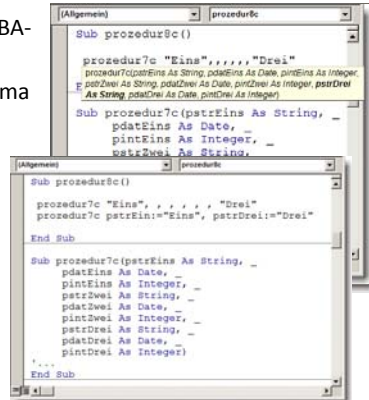 BA-
ma
(Allgemein) prozedur8c
Sub prozedur8c()
prozedur7c "Eins",,,,,,"Drei"
prozedur7c(pstrEins As String, pdatEins As Date, pintEins As Integer,
pstrZwei As String, pdatZwei As Date, pintZwei As Integer, pstrDrei
As String, pdatDrei As Date, pintDrei As Integer)
E
Sub prozedur7c(pstrEins As String, _
pdatEins As Date, _
pintEins As Integer, _
pstrZwei As String,
(Allgemein) prozedur8c
Sub prozedur8c()
prozedur7c "Eins", , , , , , "Drei"
prozedur7c pstrEin:="Eins", pstrDrei:="Drei"
End Sub
Sub prozedur7c(pstrEins As String, _
pdatEins As Date, _
pintEins As Integer, _
pstrZwei As String, _
pdatZwei As Date, _
pintZwei As Integer, _
pstrDrei As String, _
pdatDrei As Date, _
pintDrei As Integer)
'...
End Sub